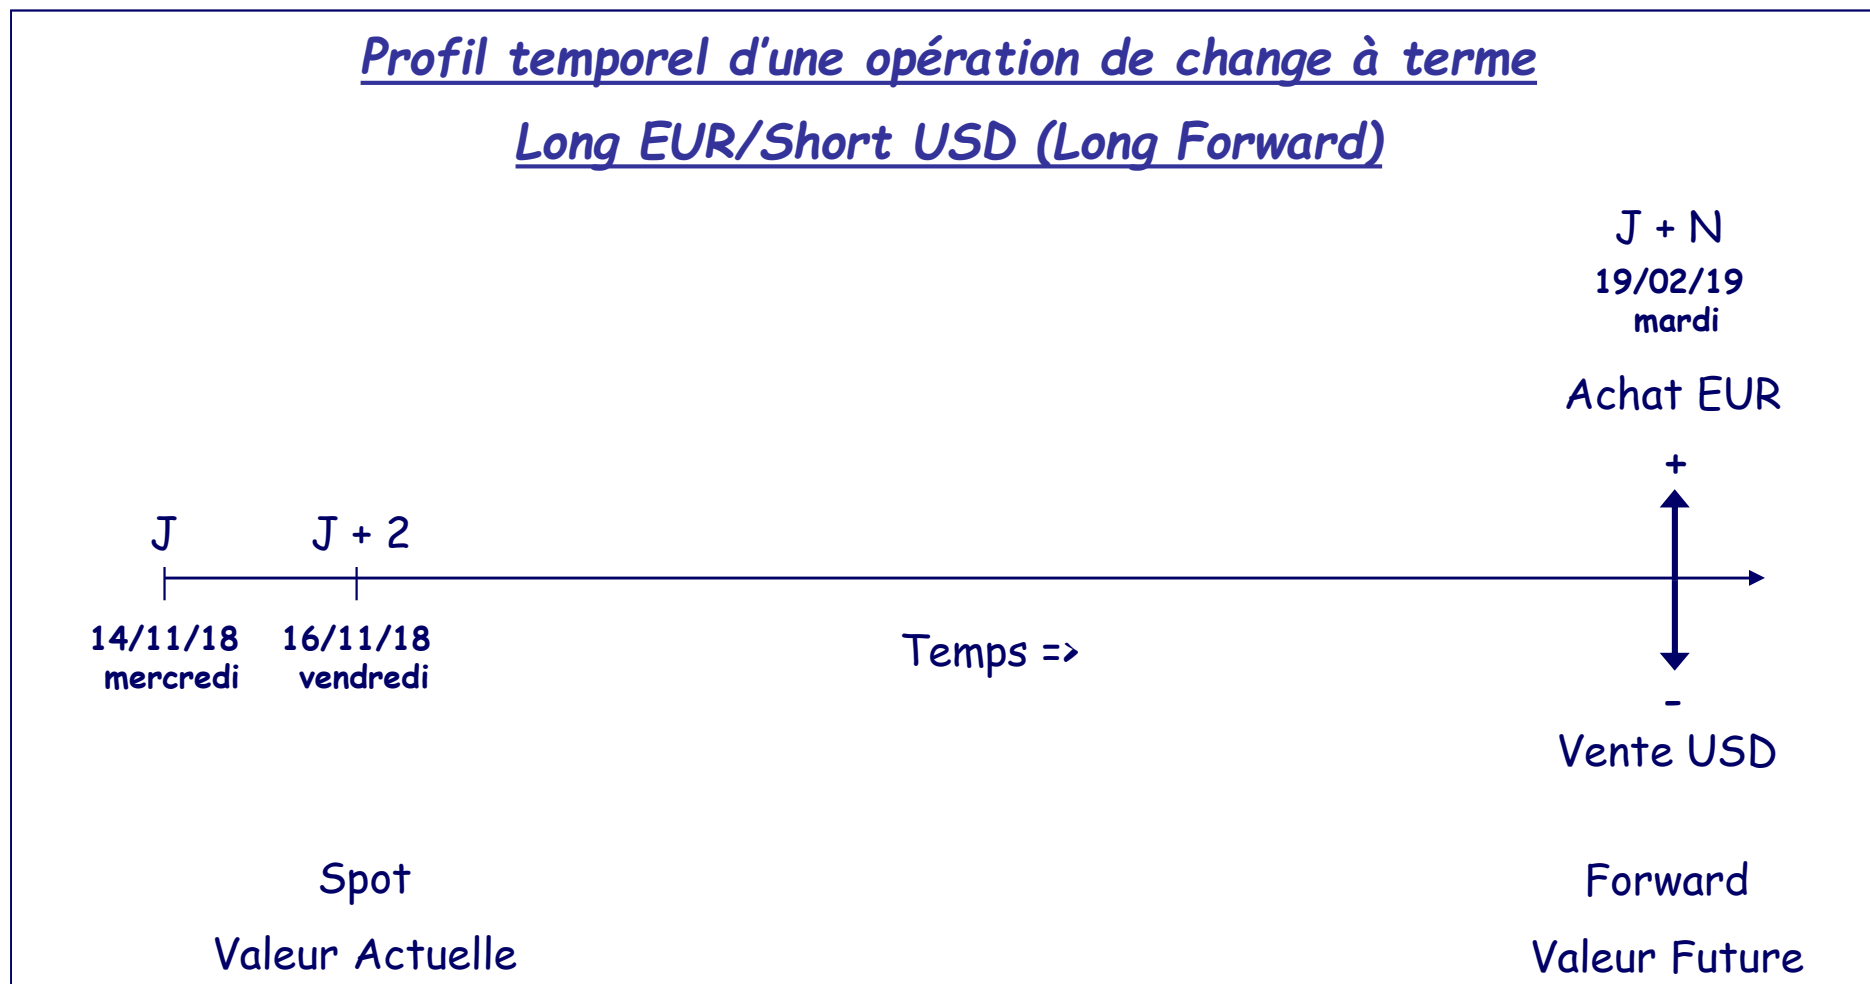 Profil temporel d’une opération de change à terme
Long EUR/Short USD (Long Forward)
J + N
19/02/19
mardi
Achat EUR
+
J
J + 2
14/11/18
mercredi
16/11/18
vendredi
Temps =>
-
Vente USD
Spot
Forward
Valeur Actuelle
Valeur Future